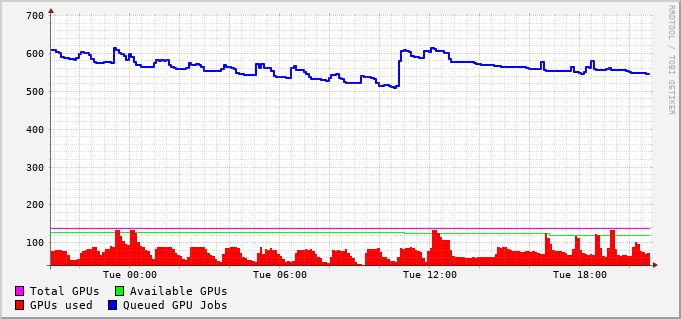 700
600
500
400
300
200
100
Tue 00:00 Tue 06:00 Tue 12:00 Tue 18:00
Total GPUs Available GPUs
GPUs used Queued GPU Jobs
RRDTOOL / TOBI OETIKER